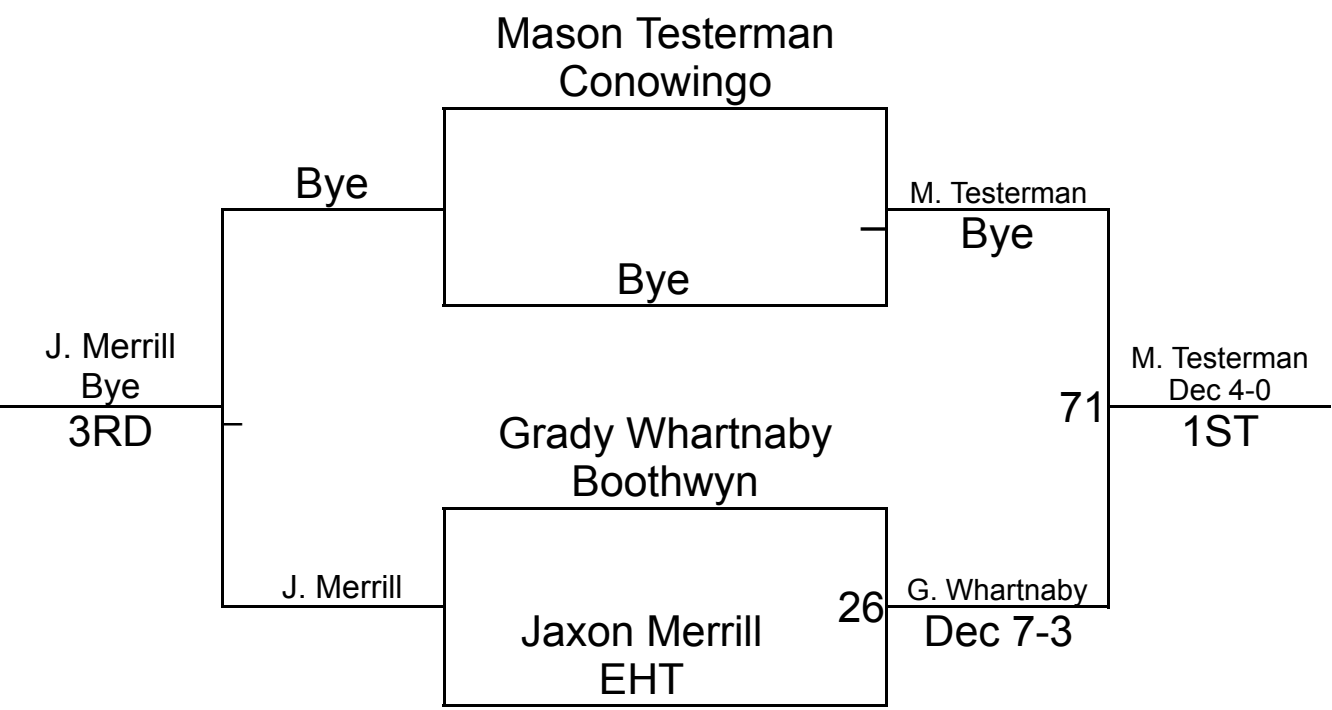 Mason Testerman
Conowingo
Bye
M. Testerman
Bye
Bye
J. Merrill
Bye
3RD
M. Testerman
Dec 4-0
71
1ST
Grady Whartnaby
Boothwyn
J. Merrill
26
G. Whartnaby
Dec 7-3
Jaxon Merrill
EHT